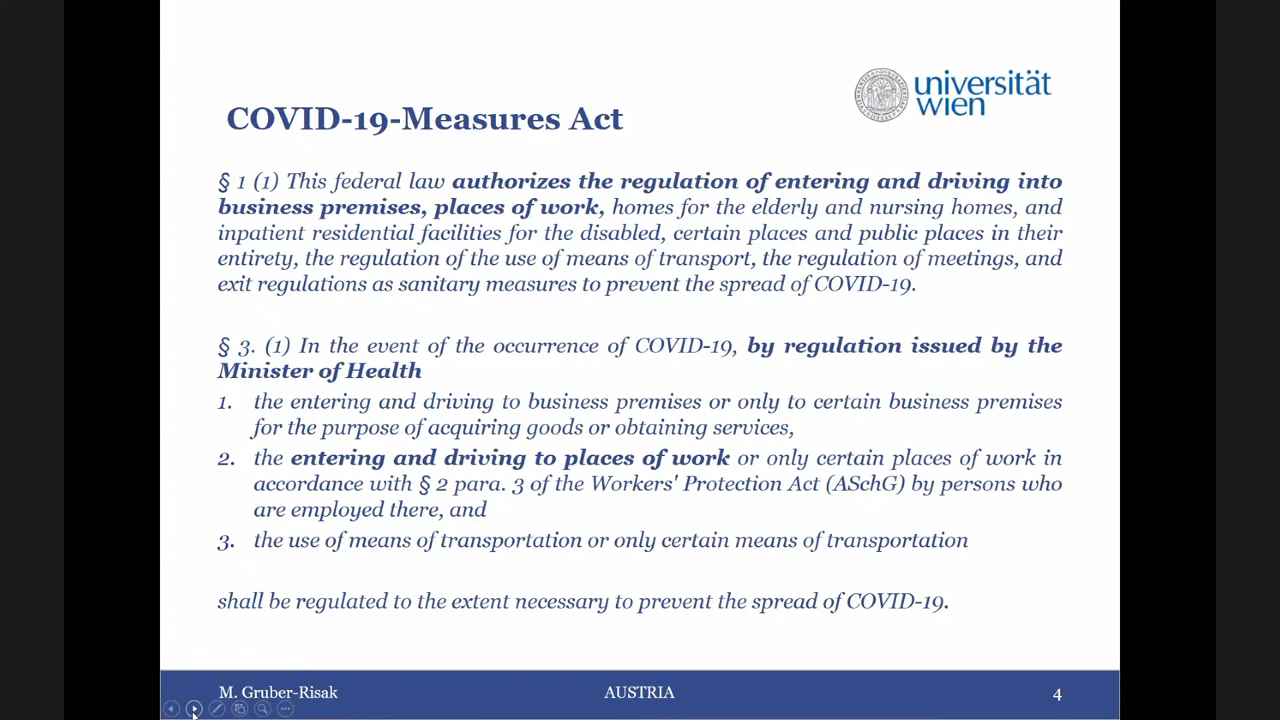 universität
wien
COVID-19-Measures Act
§ 1 (1) This federal law authorizes the regulation of entering and driving into
business premises, places of work, homes for the elderly and nursing homes, and
inpatient residential facilities for the disabled, certain places and public places in their
entirety, the regulation of the use of means of transport, the regulation of meetings, and
exit regulations as sanitary measures to prevent the spread of COVID-19.
§ 3. (1) In the event of the occurrence of COVID-19, by regulation issued by the
Minister of Health
1. the entering and driving to business premises or only to certain business premises
for the purpose of acquiring goods or obtaining services,
2. the entering and driving to places of work or only certain places of work in
accordance with § 2 para. 3 of the Workers' Protection Act (ASchG) by persons who
are employed there, and
3. the use of means of transportation or only certain means of transportation
shall be regulated to the extent necessary to prevent the spread of COVID-19.
M. Gruber-Risak AUSTRIA 4